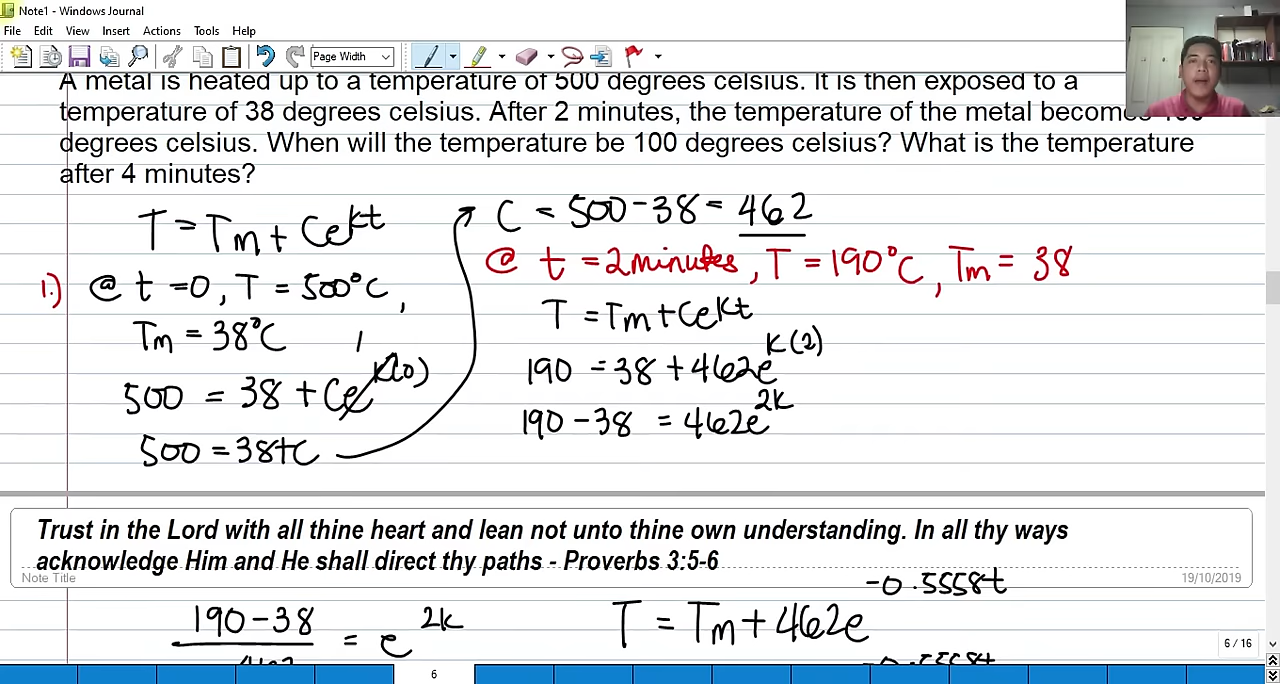 Note1 - Windows Journal
File Edit View Insert Actions Tools Help
Page Width
A metal is heated up to a temperature of 500 degrees celsius. It is then exposed to a
temperature of 38 degrees celsius. After 2 minutes, the temperature of the metal becomes
degrees celsius. When will the temperature be 100 degrees celsius? What is the temperature
after 4 minutes?
T = Tm + Ce^kt
1.) @ t = 0, T = 500°C,
Tm = 38°C
1
500 = 38 + Ce^k(0)
500 = 38 + C
C = 500 - 38 = 462
@ t = 2 minutes, T = 190°C, Tm = 38
T = Tm + Ce^kt
190 = 38 + 462e^k(2)
190 - 38 = 462e^2k
Trust in the Lord with all thine heart and lean not unto thine own understanding. In all thy ways
acknowledge Him and He shall direct thy paths - Proverbs 3:5-6
Note Title 19/10/2019
190 - 38 = e^2k
T = Tm + 462e^-0.5558t
6 / 16
6